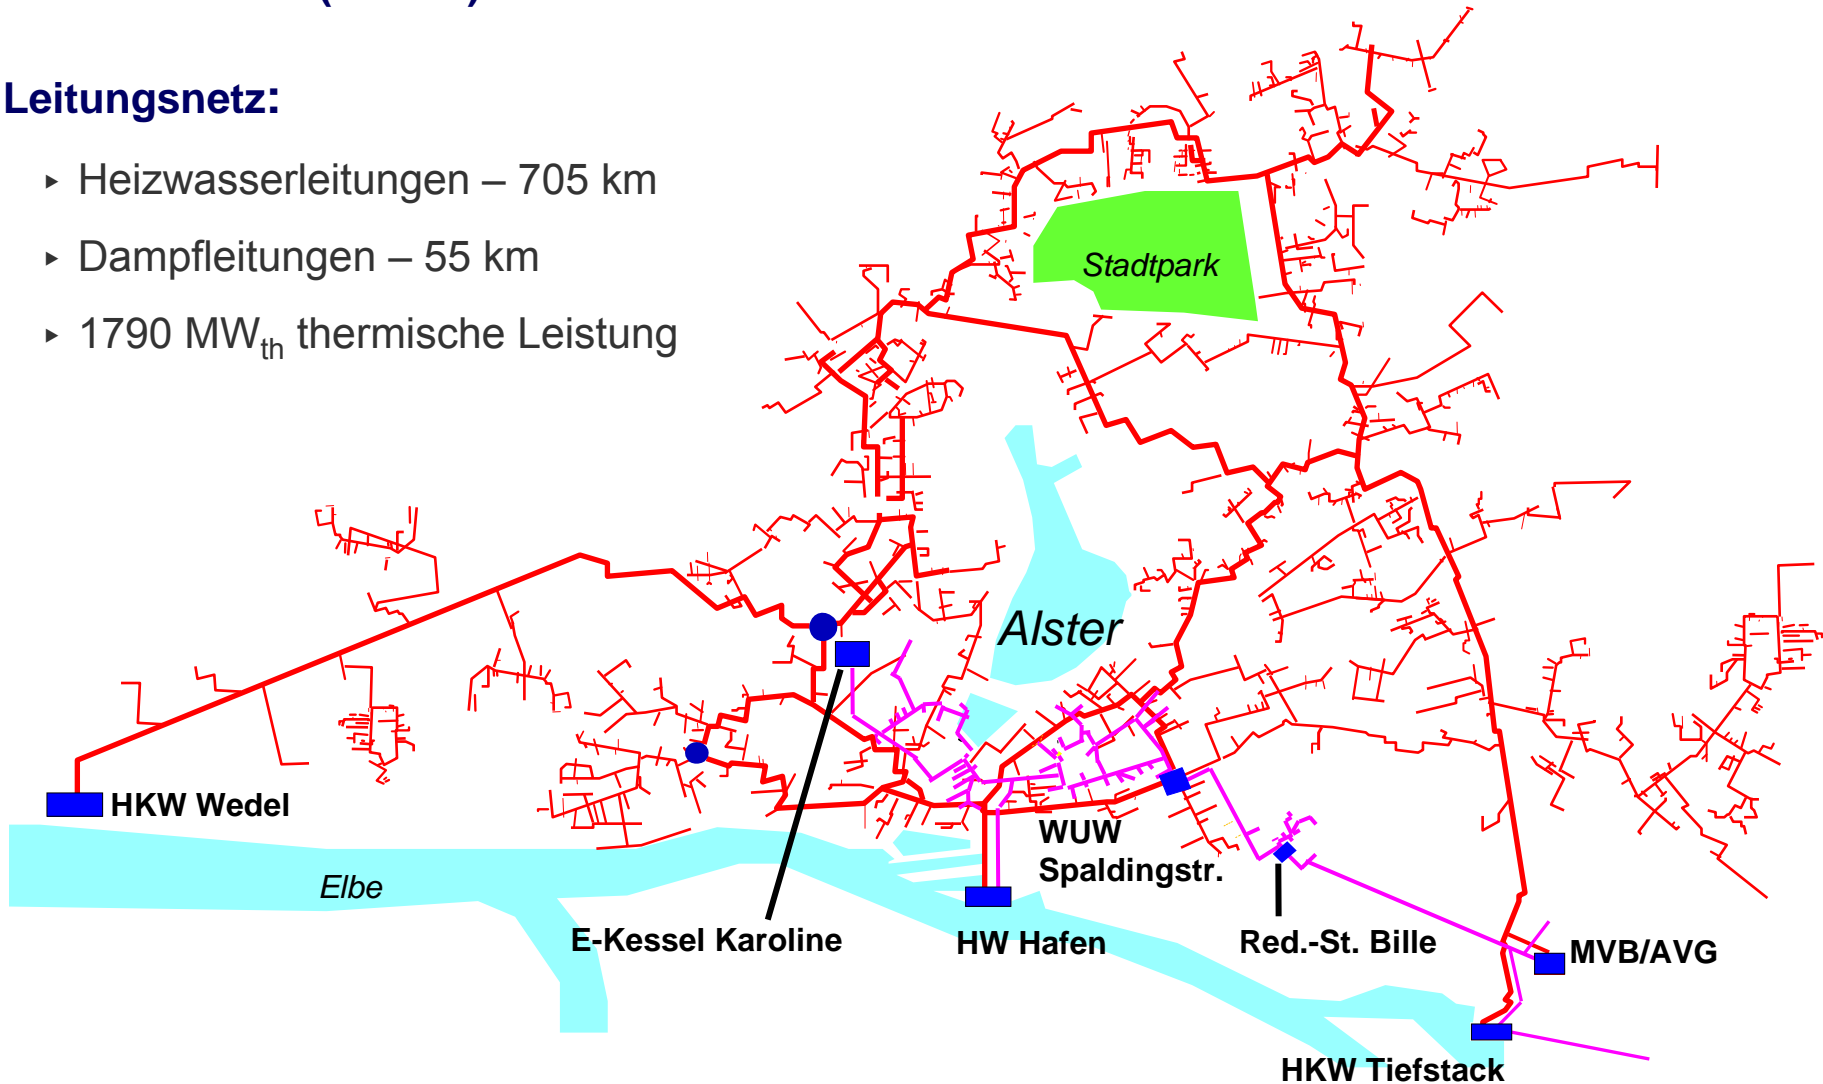 Leitungsnetz:
▸ Heizwasserleitungen – 705 km
▸ Dampfleitungen – 55 km
▸ 1790 MWth thermische Leistung
Stadtpark
Alster
HKW Wedel
Elbe
WUW
Spaldingstr.
E-Kessel Karoline
HW Hafen
Red.-St. Bille
MVB/AVG
HKW Tiefstack